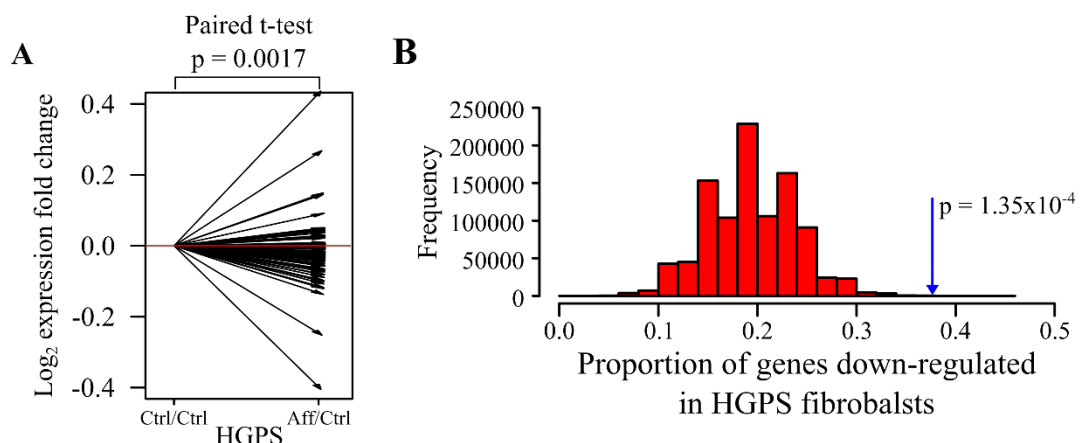 A
Paired t-test
p = 0.0017
Log2 expression fold change
0.4
0.2
0.0
-0.2
-0.4
Ctrl/Ctrl
Aff/Ctrl
HGPS
B
Frequency
250000
200000
150000
100000
50000
0
p = 1.35x10-4
0.0
0.1
0.2
0.3
0.4
0.5
Proportion of genes down-regulated
in HGPS fibrobalsts